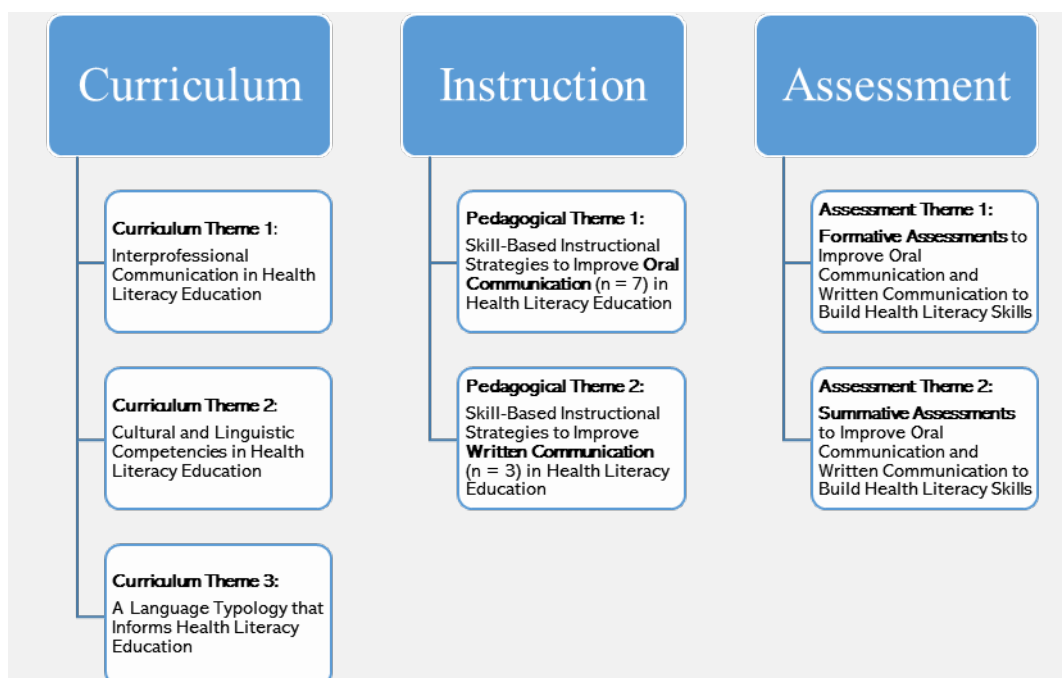 Curriculum
Curriculum Theme 1:
Interprofessional
Communication in Health
Literacy Education
Curriculum Theme 2:
Cultural and Linguistic
Competencies in Health
Literacy Education
Curriculum Theme 3:
A Language Typology that
Informs Health Literacy
Education
Instruction
Pedagogical Theme 1:
Skill-Based Instructional
Strategies to Improve Oral
Communication (n = 7) in
Health Literacy Education
Pedagogical Theme 2:
Skill-Based Instructional
Strategies to Improve
Written Communication
(n = 3) in Health Literacy
Education
Assessment
Assessment Theme 1:
Formative Assessments to
Improve Oral
Communication and
Written Communication to
Build Health Literacy Skills
Assessment Theme 2:
Summative Assessments
to Improve Oral
Communication and
Written Communication to
Build Health Literacy Skills